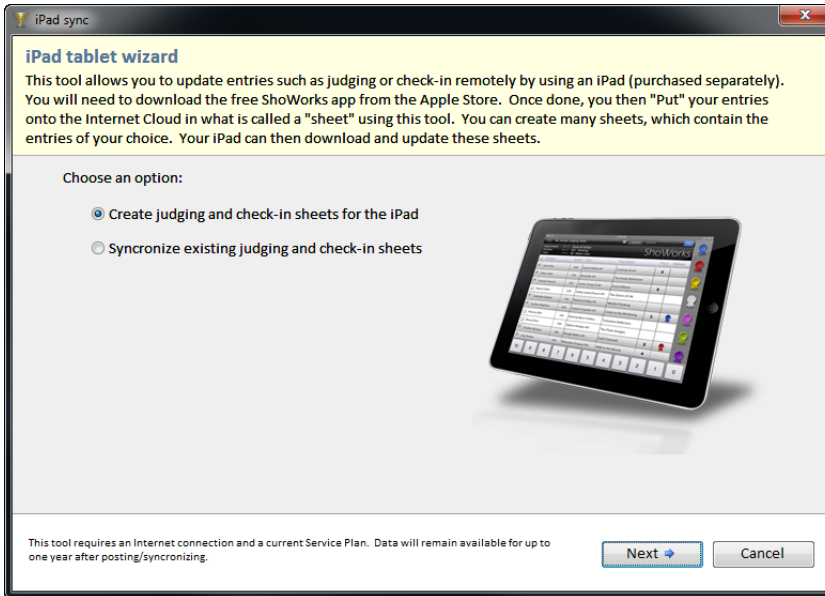 iPad sync
iPad tablet wizard
This tool allows you to update entries such as judging or check-in remotely by using an iPad (purchased separately).
You will need to download the free ShoWorks app from the Apple Store.  Once done, you then "Put" your entries
onto the Internet Cloud in what is called a "sheet" using this tool.  You can create many sheets, which contain the
entries of your choice.  Your iPad can then download and update these sheets.
Choose an option:
Create judging and check-in sheets for the iPad
Syncronize existing judging and check-in sheets
ShoWorks
This tool requires an Internet connection and a current Service Plan.  Data will remain available for up to
one year after posting/syncronizing.
Next
Cancel